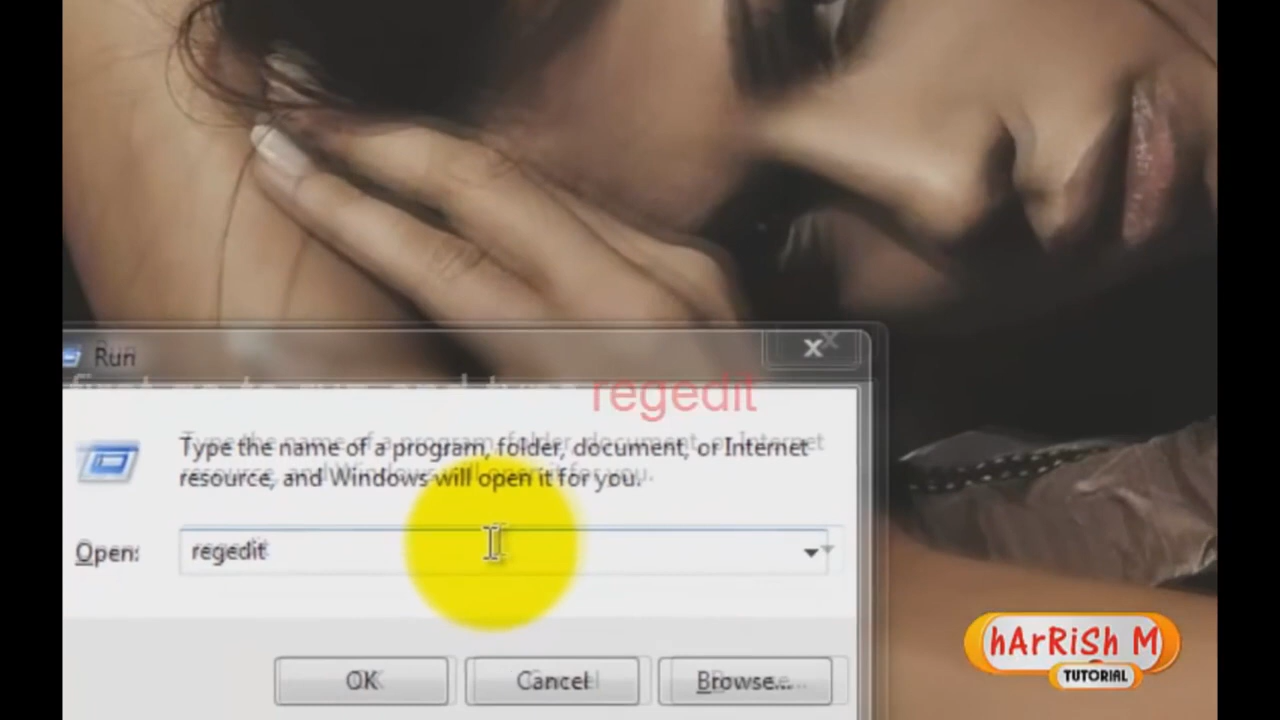 Run
regedit
Type the name of a program, folder, document, or Internet
resource, and Windows will open it for you.
Open:
regedit
OK
Cancel
Browse...
hArRiSh M
TUTORIAL